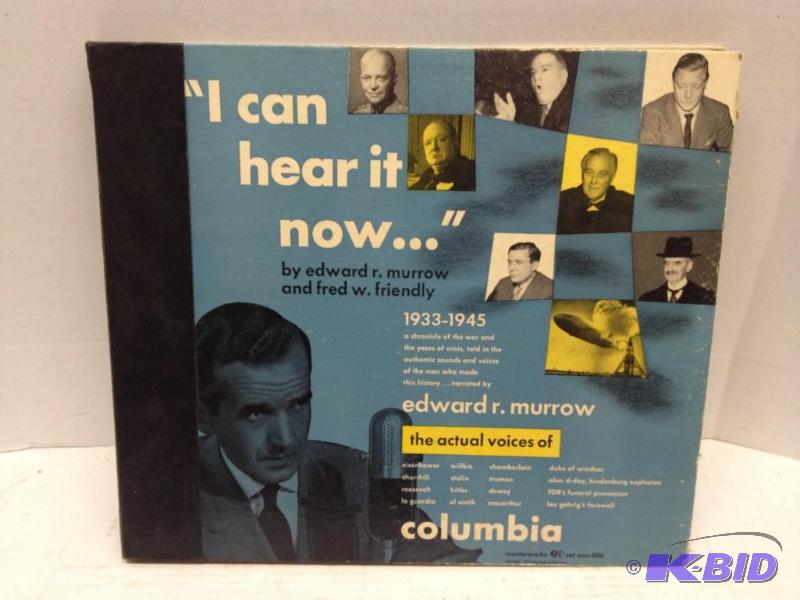 "I can
hear it
now..."
by edward r. murrow
and fred w. friendly
1933-1945
a chronicle of the war and
the years of crisis, told in the
authentic sounds and voices
of the men who made
this history...narrated by
edward r. murrow
the actual voices of
eisenhower willkie chamberlain duke of windsor
churchill stalin truman also: d-day, hindenburg explosion
roosevelt hitler dewey FDR's funeral procession
la guardia al smith macarthur lou gehrig's farewell
columbia
masterworks set mm-800
© K-BID